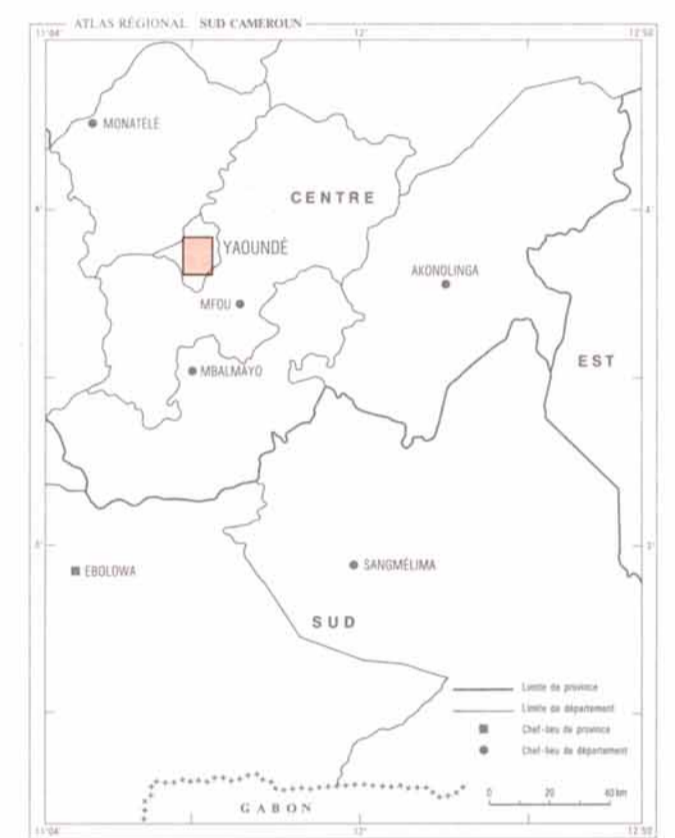 ATLAS RÉGIONAL SUD CAMEROUN
11°04' 12° 12°50'
MONATÉLÉ
CENTRE
4° 4°
YAOUNDÉ
AKONOLINGA
MFOU
EST
MBALMAYO
3° 3°
SANGMÉLIMA
EBOLOWA
SUD
Limite de province
Limite de département
Chef-lieu de province
Chef-lieu de département
0 20 40 km
GABON
11°04' 12° 12°50'